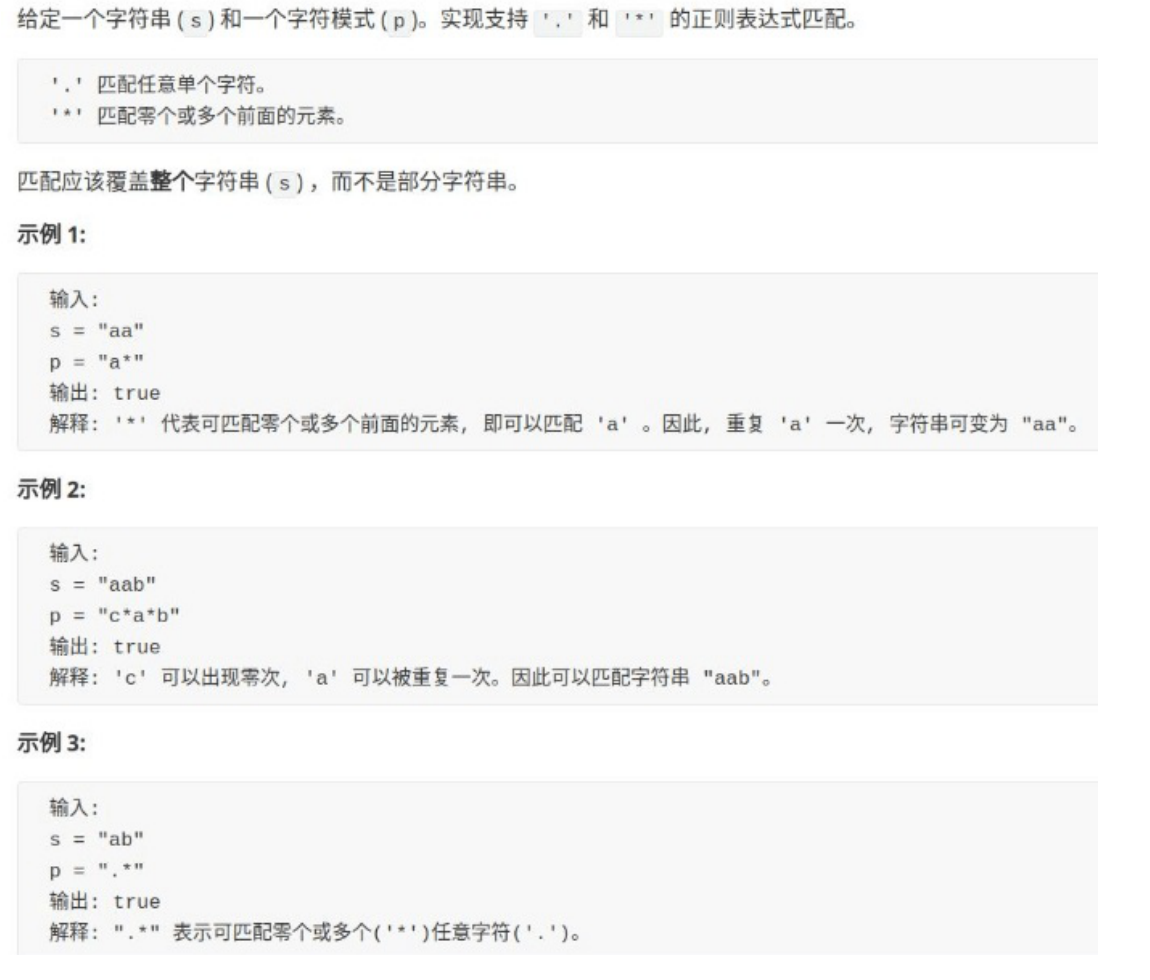 给定一个字符串 (s) 和一个字符模式 (p)。实现支持 '.' 和 '*' 的正则表达式匹配。
'.' 匹配任意单个字符。
'*' 匹配零个或多个前面的元素。
匹配应该覆盖整个字符串 (s) ，而不是部分字符串。
示例 1:
输入:
s = "aa"
p = "a*"
输出: true
解释: '*' 代表可匹配零个或多个前面的元素, 即可以匹配 'a' 。因此, 重复 'a' 一次, 字符串可变为 "aa"。
示例 2:
输入:
s = "aab"
p = "c*a*b"
输出: true
解释: 'c' 可以出现零次, 'a' 可以被重复一次。因此可以匹配字符串 "aab"。
示例 3:
输入:
s = "ab"
p = ".*"
输出: true
解释: ".*" 表示可匹配零个或多个('*')任意字符('.')。